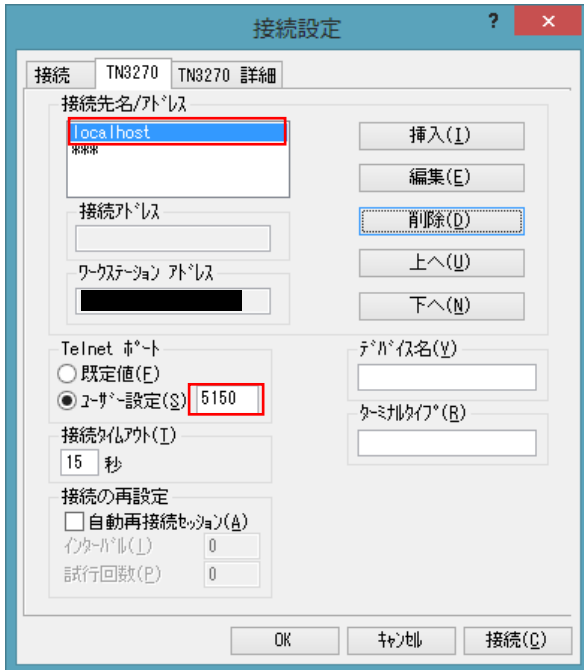 接続設定
?
×
接続 TN3270 TN3270 詳細
接続先名/ｱﾄﾞﾚｽ
localhost
***
挿入(I)
編集(E)
削除(D)
上へ(U)
下へ(N)
接続ｱﾄﾞﾚｽ
ﾜｰｸｽﾃｰｼｮﾝ ｱﾄﾞﾚｽ
Telnet ﾎﾟｰﾄ
既定値(F)
ﾕｰｻﾞｰ設定(S) 5150
接続ﾀｲﾑｱｳﾄ(T)
15 秒
ﾃﾞﾊﾞｲｽ名(V)
ﾀｰﾐﾅﾙﾀｲﾌﾟ(R)
接続の再設定
自動再接続ｾｯｼｮﾝ(A)
ｲﾝﾀｰﾊﾞﾙ(L) 0
試行回数(P) 0
OK ｷｬﾝｾﾙ 接続(C)